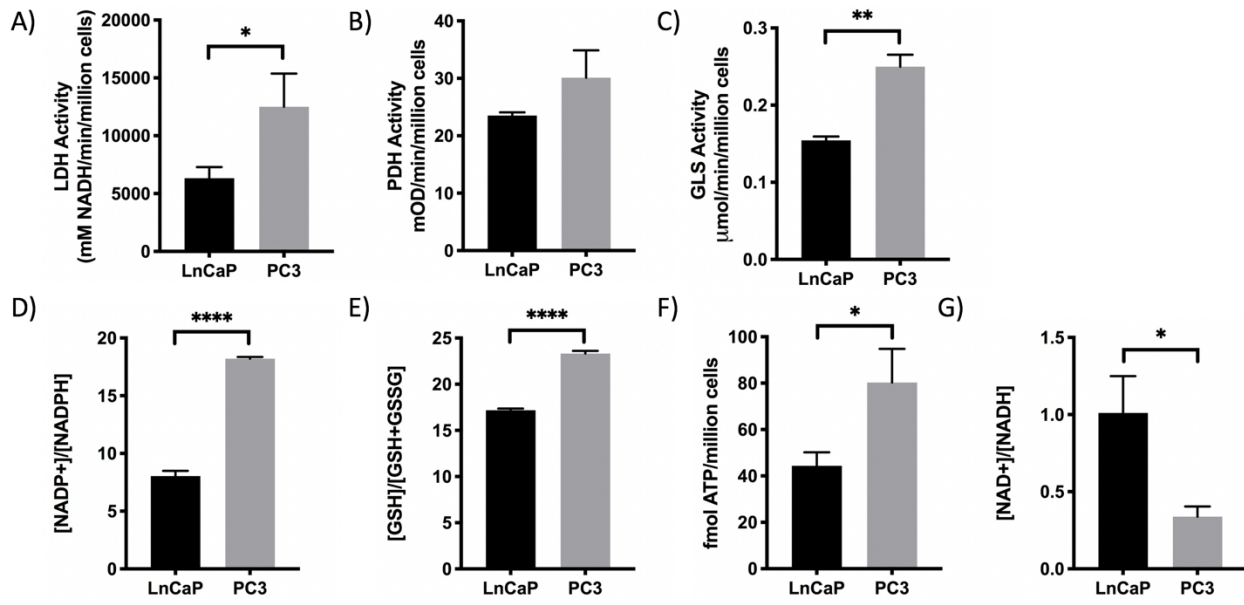 A)
LDH Activity
(mM NADH/min/million cells)
20000
15000
10000
5000
0
*
LnCaP PC3
B)
PDH Activity
mOD/min/million cells
40
30
20
10
0
LnCaP PC3
C)
GLS Activity
μmol/min/million cells
0.3
0.2
0.1
0.0
**
LnCaP PC3
D)
[NADP+]/[NADPH]
20
15
10
5
0
****
LnCaP PC3
E)
[GSH]/[GSH+GSSG]
25
20
15
10
5
0
****
LnCaP PC3
F)
fmol ATP/million cells
100
80
60
40
20
0
*
LnCaP PC3
G)
[NAD+]/[NADH]
1.5
1.0
0.5
0.0
*
LnCaP PC3